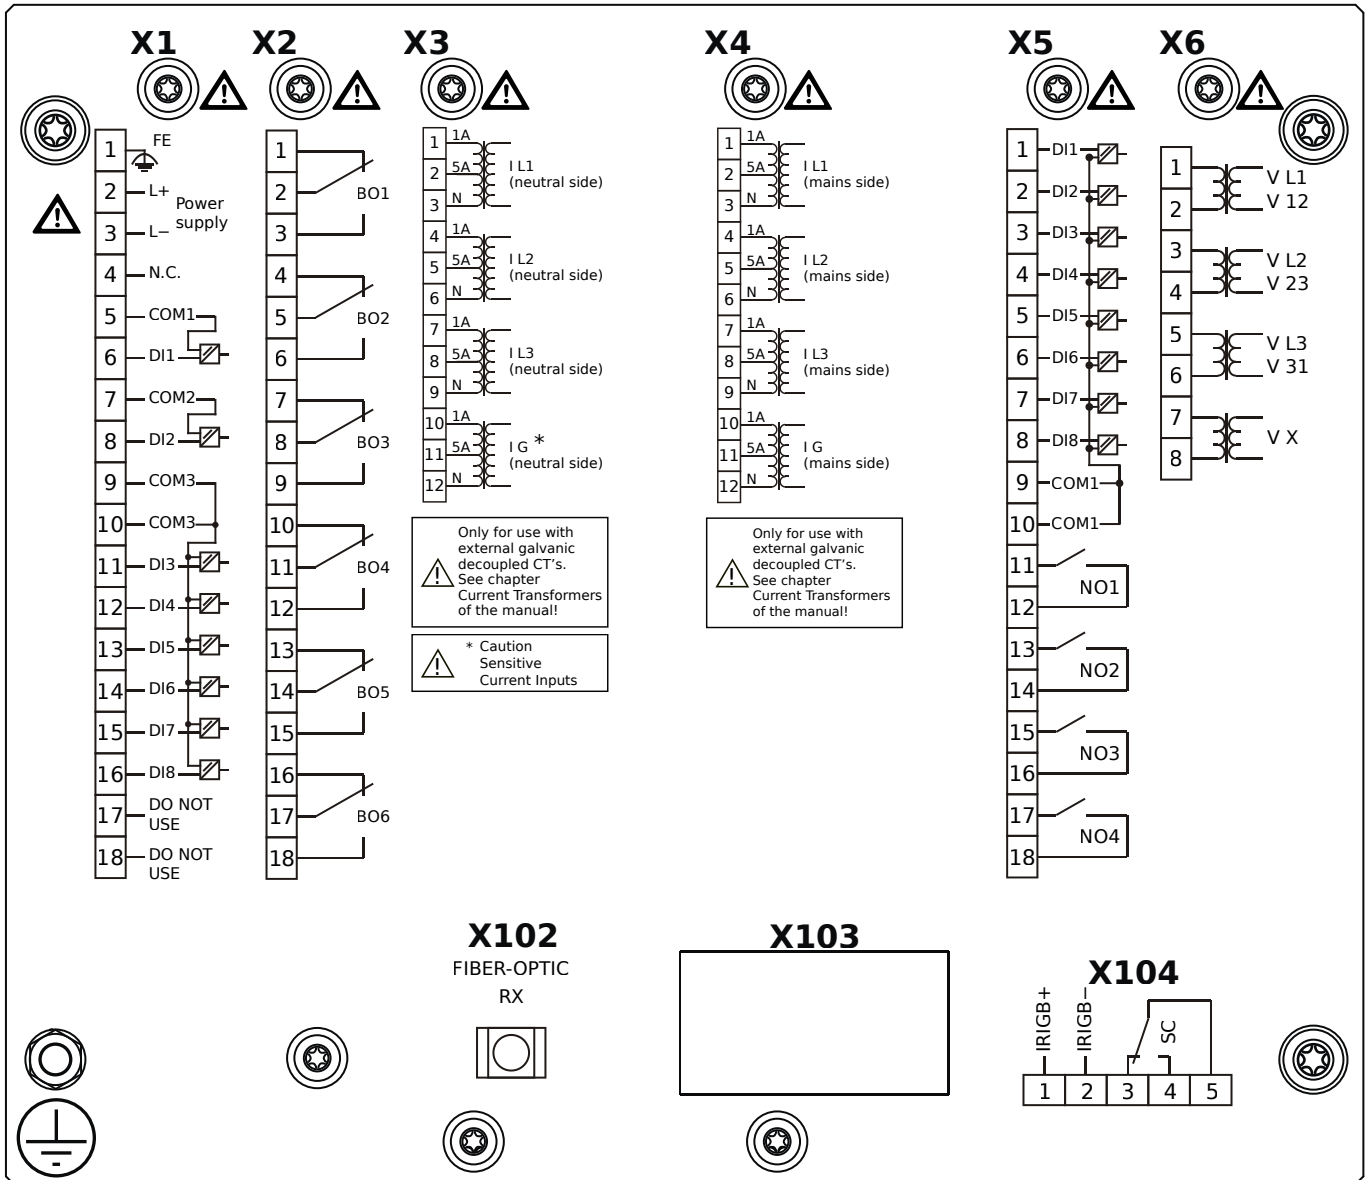 X1
X2
X3
X4
X5
X6
1
FE
2
L+
Power
supply
3
L−
4
N.C.
5
COM1
6
DI1
7
COM2
8
DI2
9
COM3
10
COM3
11
DI3
12
DI4
13
DI5
14
DI6
15
DI7
16
DI8
17
DO NOT
USE
18
DO NOT
USE
1
2
BO1
3
4
5
BO2
6
7
8
BO3
9
10
11
BO4
12
13
14
BO5
15
16
17
BO6
18
1
1A
2
5A
I L1
(neutral side)
3
N
4
1A
5
5A
I L2
(neutral side)
6
N
7
1A
8
5A
I L3
(neutral side)
9
N
10
1A
11
5A
I G *
(neutral side)
12
N
Only for use with
external galvanic
decoupled CT's.
See chapter
Current Transformers
of the manual!
* Caution
Sensitive
Current Inputs
1
1A
2
5A
I L1
(mains side)
3
N
4
1A
5
5A
I L2
(mains side)
6
N
7
1A
8
5A
I L3
(mains side)
9
N
10
1A
11
5A
I G
(mains side)
12
N
Only for use with
external galvanic
decoupled CT's.
See chapter
Current Transformers
of the manual!
1
DI1
2
DI2
3
DI3
4
DI4
5
DI5
6
DI6
7
DI7
8
DI8
9
COM1
10
COM1
11
NO1
12
13
NO2
14
15
NO3
16
17
NO4
18
1
V L1
2
V 12
3
V L2
4
V 23
5
V L3
6
V 31
7
V X
8
X102
FIBER-OPTIC
RX
X103
X104
IRIGB+
IRIGB−
SC
1 2 3 4 5